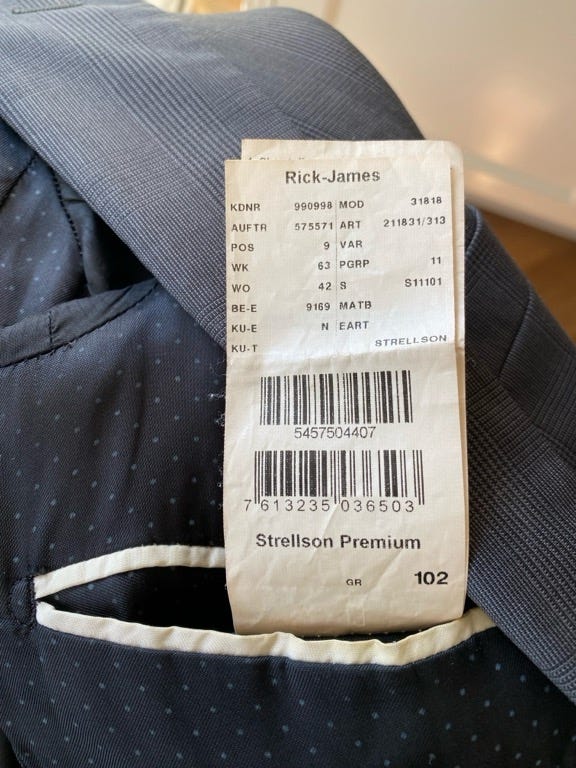 Rick-James
KDNR 990998 MOD 31818
AUFTR 575571 ART 211831/313
POS 9 VAR
WK 63 PGRP 11
WO 42 S S11101
BE-E 9169 MATB
KU-E N EART
KU-T STRELLSON
5457504407
7 613235 036503
Strellson Premium
GR 102